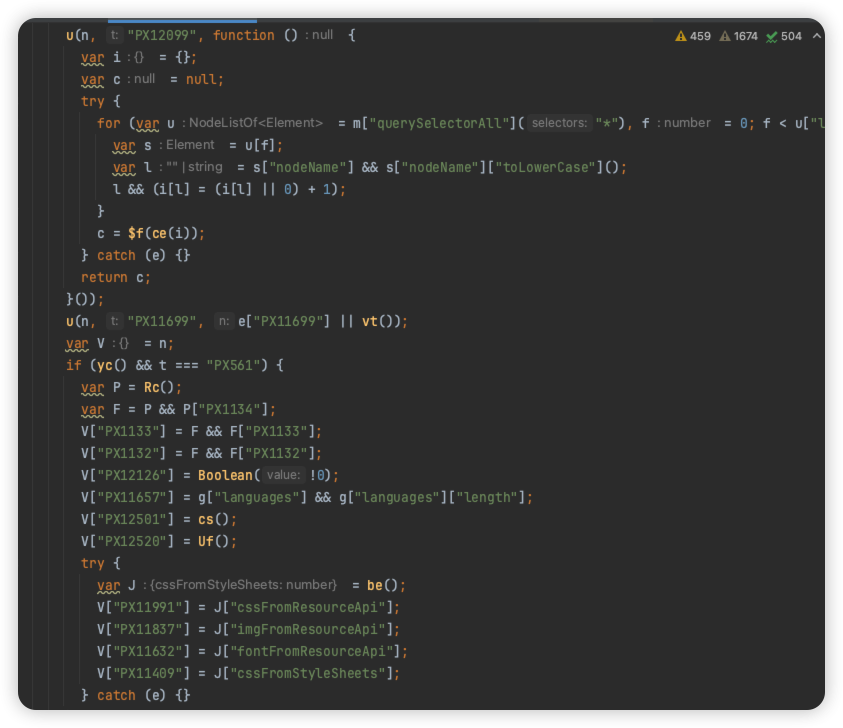 u(n, t: "PX12099", function () : null {
459 1674 504
var i : {} = {};
var c : null = null;
try {
for (var u : NodeListOf<Element> = m["querySelectorAll"]( selectors: "*"), f : number = 0; f < u["l
var s : Element = u[f];
var l : "" | string = s["nodeName"] && s["nodeName"]["toLowerCase"]();
l && (i[l] = (i[l] || 0) + 1);
}
c = $f(ce(i));
} catch (e) {}
return c;
}());
u(n, t: "PX11699", n: e["PX11699"] || vt());
var V : {} = n;
if (yc() && t === "PX561") {
var P = Rc();
var F = P && P["PX1134"];
V["PX1133"] = F && F["PX1133"];
V["PX1132"] = F && F["PX1132"];
V["PX12126"] = Boolean( value: !0);
V["PX11657"] = g["languages"] && g["languages"]["length"];
V["PX12501"] = cs();
V["PX12520"] = Uf();
try {
var J : {cssFromStyleSheets: number} = be();
V["PX11991"] = J["cssFromResourceApi"];
V["PX11837"] = J["imgFromResourceApi"];
V["PX11632"] = J["fontFromResourceApi"];
V["PX11409"] = J["cssFromStyleSheets"];
} catch (e) {}